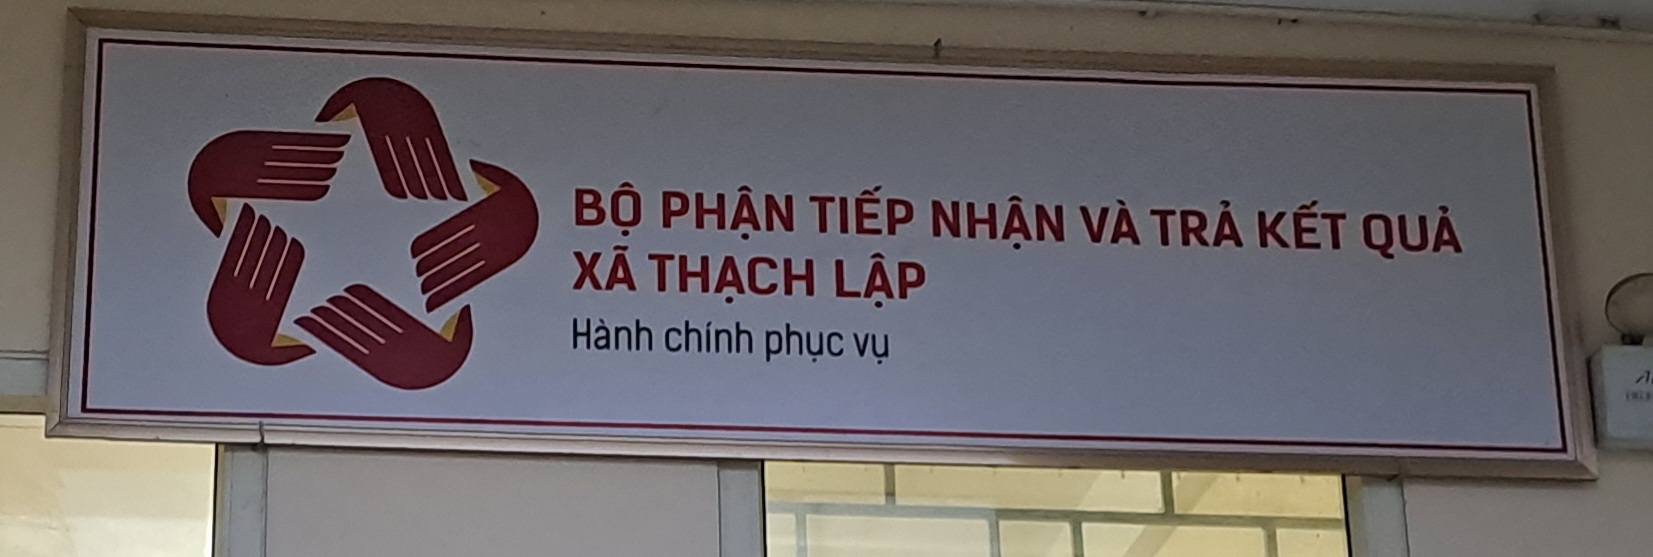 BỘ PHẬN TIẾP NHẬN VÀ TRẢ KẾT QUẢ
XÃ THẠCH LẬP
Hành chính phục vụ